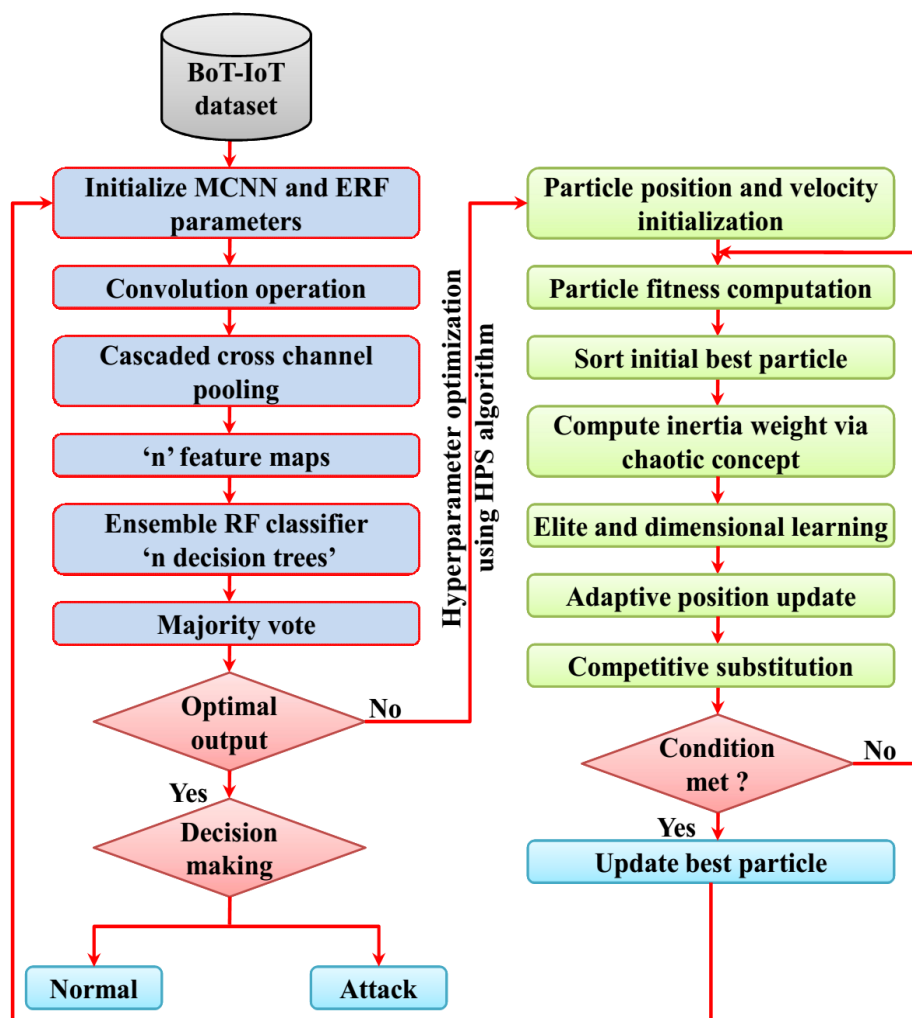 BoT-IoT
dataset
Initialize MCNN and ERF
parameters
Convolution operation
Cascaded cross channel
pooling
‘n’ feature maps
Ensemble RF classifier
‘n decision trees’
Majority vote
Optimal
output
No
Yes
Decision
making
Normal
Attack
Hyperparameter optimization
using HPS algorithm
Particle position and velocity
initialization
Particle fitness computation
Sort initial best particle
Compute inertia weight via
chaotic concept
Elite and dimensional learning
Adaptive position update
Competitive substitution
Condition
met ?
No
Yes
Update best particle